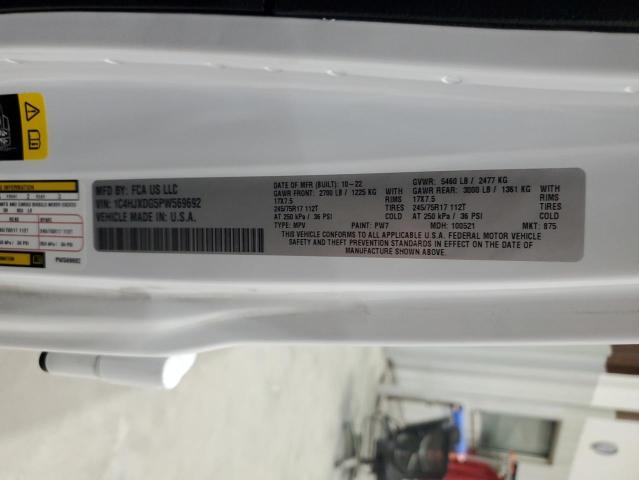 MFD BY: FCA US LLC
VIN: 1C4HJXDG5PW569692
VEHICLE MADE IN: U.S.A.
DATE OF MFR (BUILT): 10-22 GVWR: 5460 LB / 2477 KG
GAWR FRONT: 2700 LB / 1225 KG GAWR REAR: 3000 LB / 1361 KG
17X7.5 RIMS 17X7.5 RIMS
245/75R17 112T TIRES 245/75R17 112T TIRES
AT 250 kPa / 36 PSI COLD AT 250 kPa / 36 PSI COLD
TYPE: MPV PAINT: PW7 MDH: 100521 MKT: 875
THIS VEHICLE CONFORMS TO ALL APPLICABLE U.S.A. FEDERAL MOTOR VEHICLE
SAFETY AND THEFT PREVENTION STANDARDS IN EFFECT ON THE DATE OF
MANUFACTURE SHOWN ABOVE.
PW569692